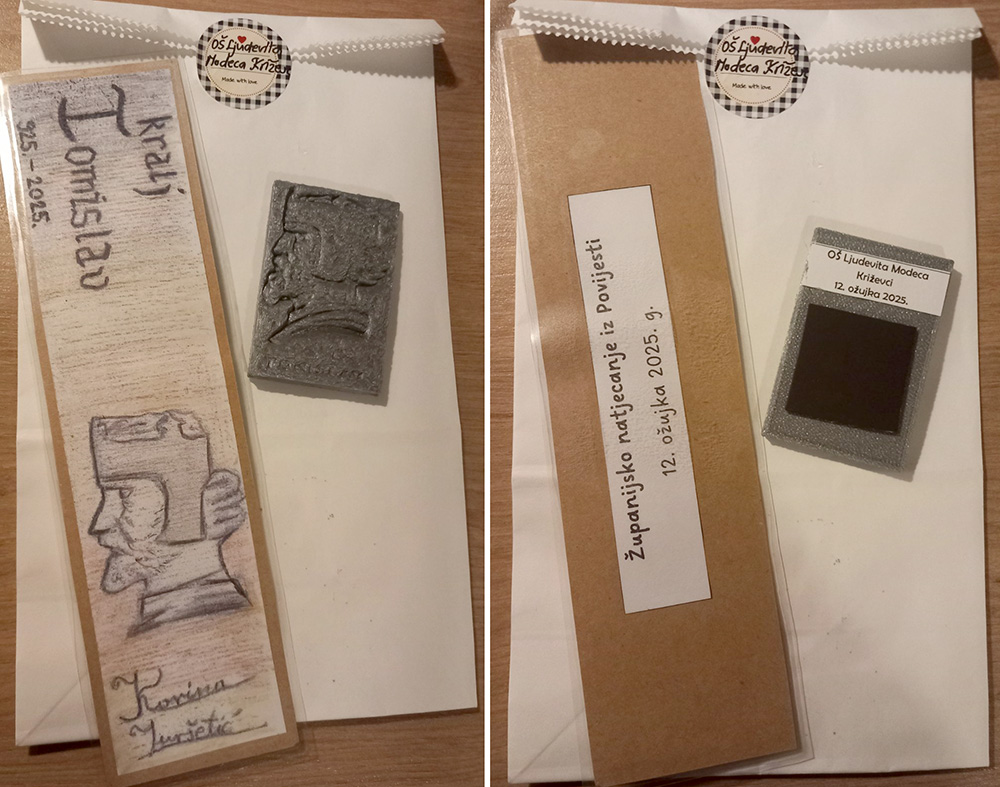 OŠ Ljudevita
Modeca Križevci
Made with love
kralj
Tomislav
925 - 2025.
Korina
OŠ Ljudevita
Modeca Križevci
Made with love
Županijsko natjecanje iz Povijesti
12. ožujka 2025. g.
OŠ Ljudevita Modeca
Križevci
12. ožujka 2025.